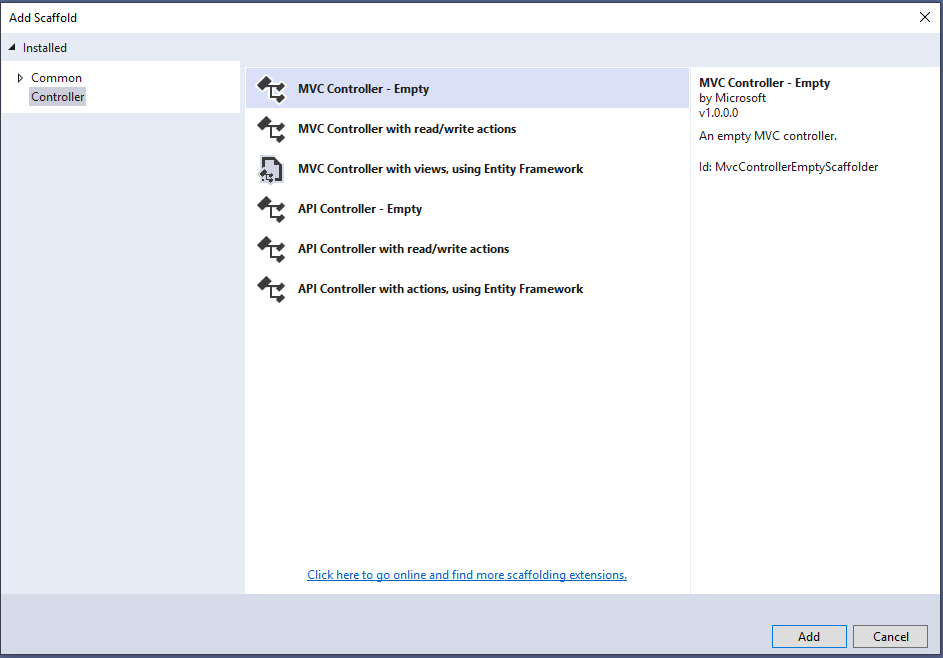 Add Scaffold
Installed
Common
Controller
MVC Controller - Empty
MVC Controller with read/write actions
MVC Controller with views, using Entity Framework
API Controller - Empty
API Controller with read/write actions
API Controller with actions, using Entity Framework
Click here to go online and find more scaffolding extensions.
MVC Controller - Empty
by Microsoft
v1.0.0.0
An empty MVC controller.
Id: MvcControllerEmptyScaffolder
Add
Cancel